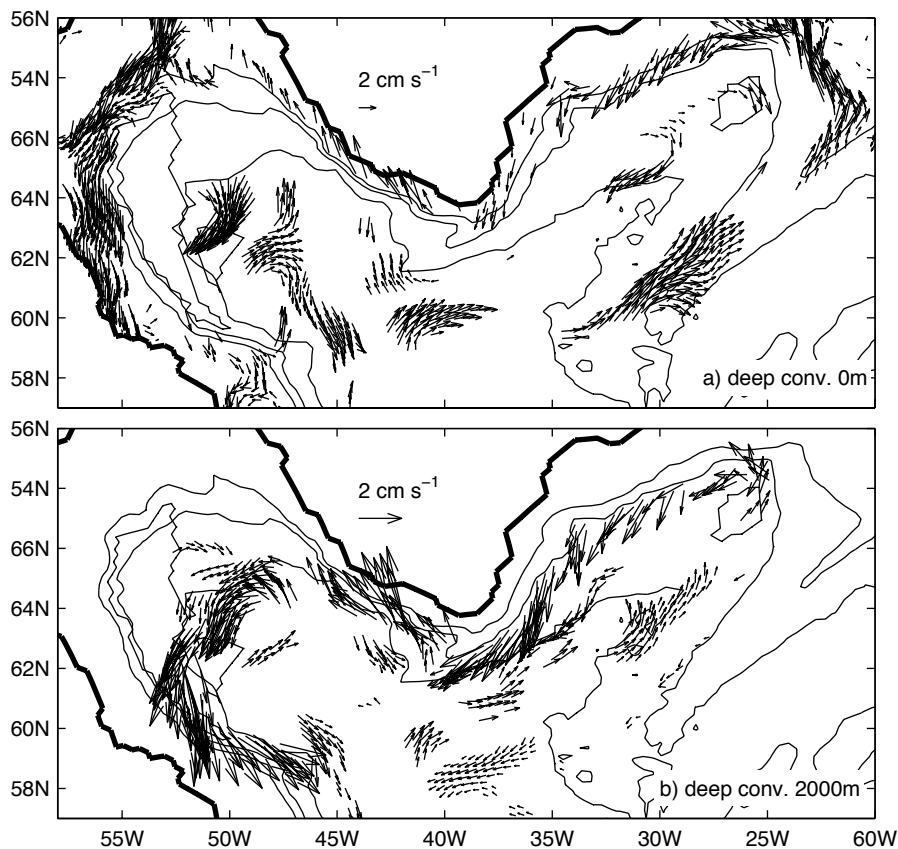 56N
54N
66N
64N
62N
60N
58N
2 cm s⁻¹
a) deep conv. 0m
56N
54N
66N
64N
62N
60N
58N
2 cm s⁻¹
b) deep conv. 2000m
55W 50W 45W 40W 35W 30W 25W 60W